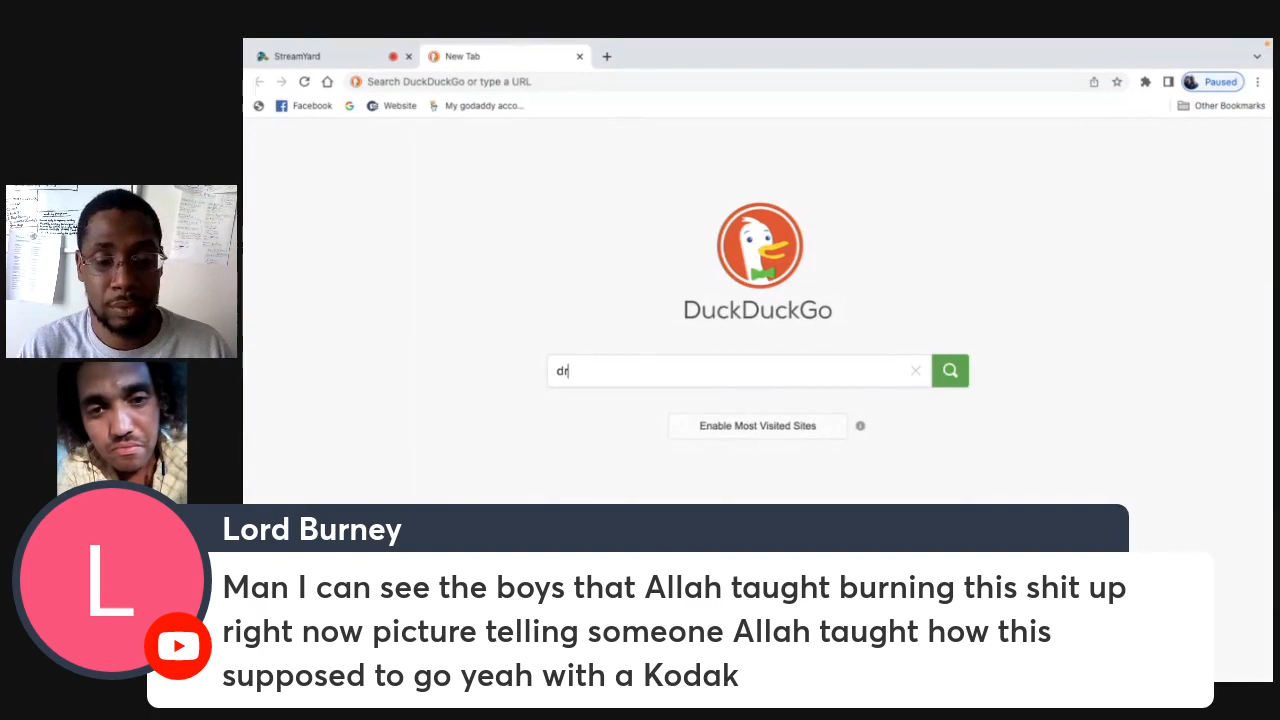 StreamYard
New Tab
Search DuckDuckGo or type a URL
Paused
Facebook
Website
My godaddy acco...
Other Bookmarks
DuckDuckGo
dr
Enable Most Visited Sites
L
Lord Burney
Man I can see the boys that Allah taught burning this shit up
right now picture telling someone Allah taught how this
supposed to go yeah with a Kodak